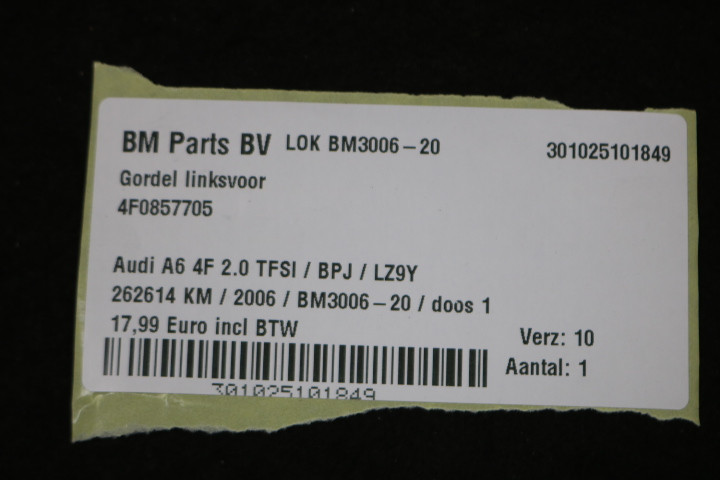 BM Parts BV LOK BM3006-20 301025101849
Gordel linksvoor
4F0857705
Audi A6 4F 2.0 TFSI / BPJ / LZ9Y
262614 KM / 2006 / BM3006-20 / doos 1
17,99 Euro incl BTW
Verz: 10
Aantal: 1
301025101849